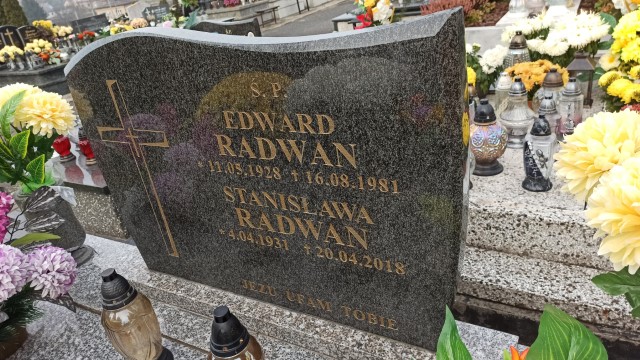 Ś. P.
EDWARD
RADWAN
* 11.05.1928 † 16.08.1981
STANISŁAWA
RADWAN
* 4.04.1931 † 20.04.2018
JEZU UFAM TOBIE